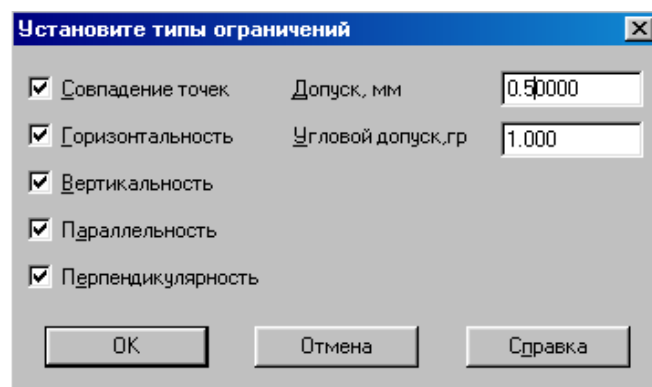 Установите типы ограничений
Совпадение точек Допуск, мм 0.50000
Горизонтальность Угловой допуск,гр 1.000
Вертикальность
Параллельность
Перпендикулярность
OK Отмена Справка